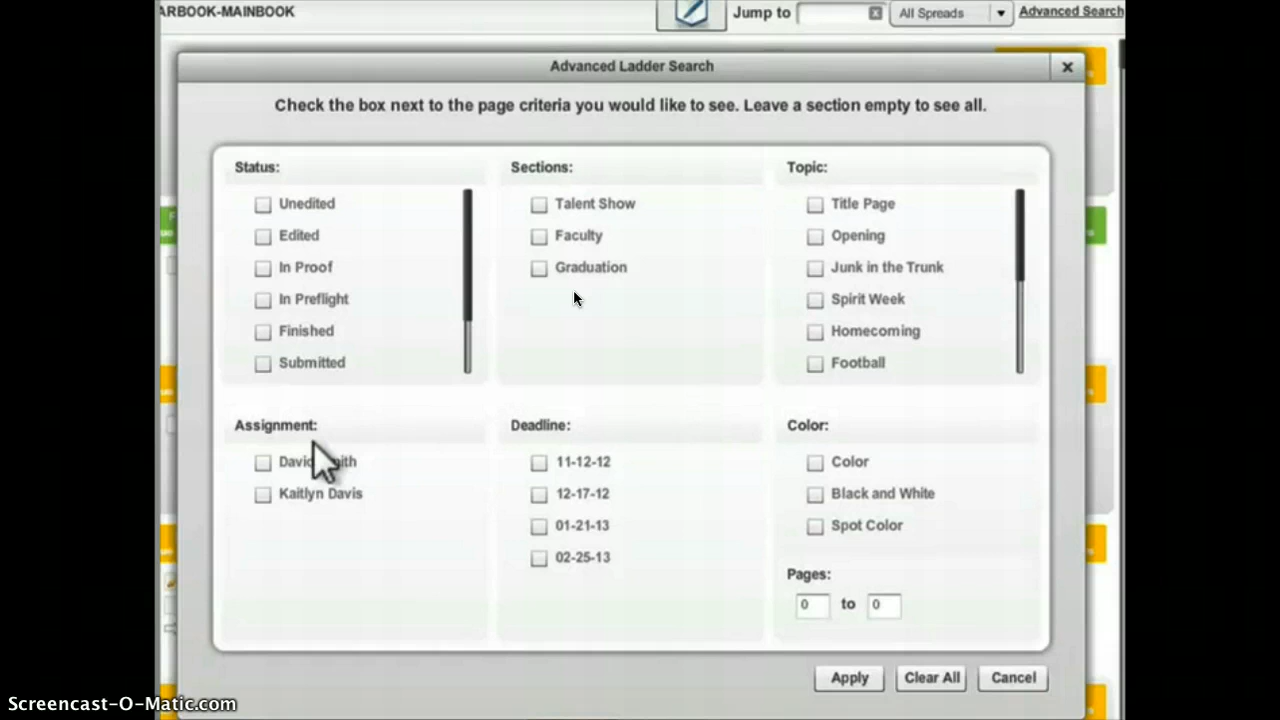 ARBOOK-MAINBOOK
Jump to
All Spreads
Advanced Search
Advanced Ladder Search
Check the box next to the page criteria you would like to see. Leave a section empty to see all.
Status:
Unedited
Edited
In Proof
In Preflight
Finished
Submitted
Sections:
Talent Show
Faculty
Graduation
Topic:
Title Page
Opening
Junk in the Trunk
Spirit Week
Homecoming
Football
Assignment:
David Smith
Kaitlyn Davis
Deadline:
11-12-12
12-17-12
01-21-13
02-25-13
Color:
Color
Black and White
Spot Color
Pages:
0 to 0
Apply
Clear All
Cancel
Screencast-O-Matic.com